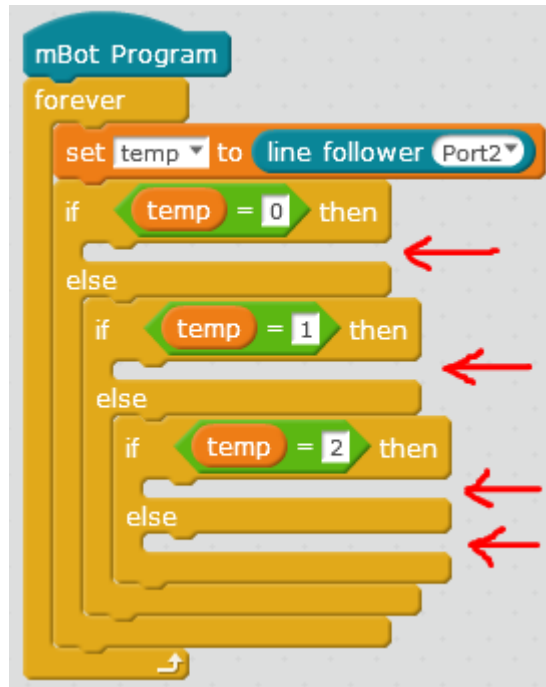 mBot Program
forever
set temp to line follower Port2
if temp = 0 then
else
if temp = 1 then
else
if temp = 2 then
else